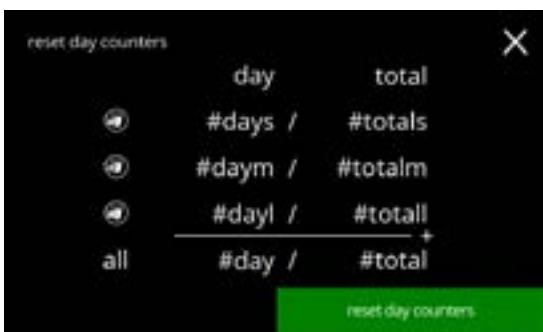 reset day counters
day total
#days / #totals
#daym / #totalm
#dayl / #totall
+
all #day / #total
reset day counters